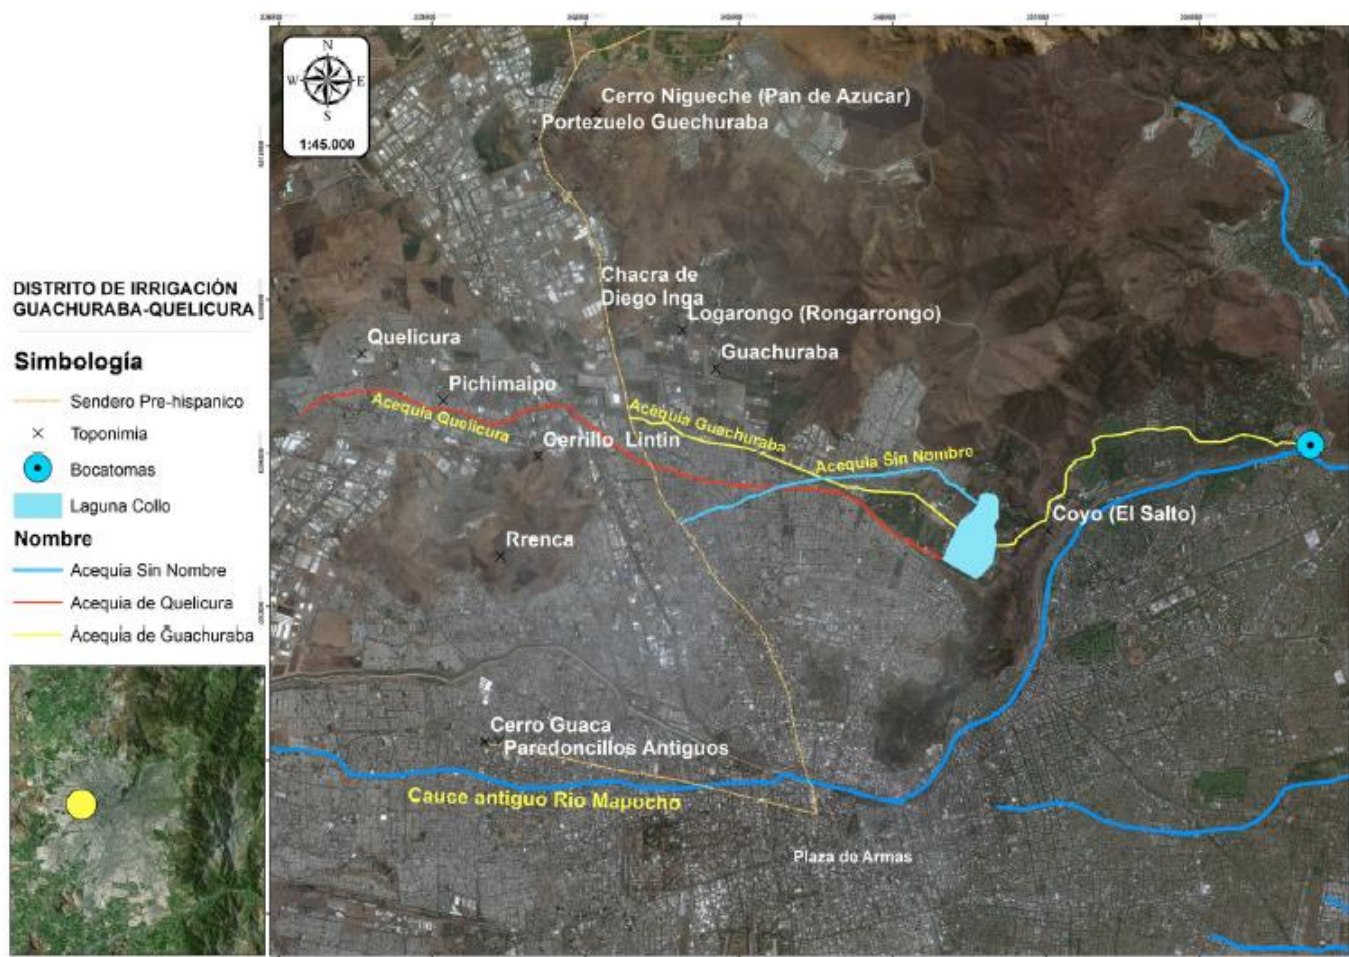 N
W E
S
1:45.000
Cerro Nigueche (Pan de Azucar)
Portezuelo Guechuraba
Chacra de
Diego Inga
Logarongo (Rongarrongo)
Guachuraba
Quelicura
Pichimaipo
Acequia Quelicura
Cerrillo Lintin
Acequia Guachuraba
Acequia Sin Nombre
Coyo (El Salto)
Rrenca
Cerro Guaca
Paredoncillos Antiguos
Cauce antiguo Rio Mapocho
Plaza de Armas
DISTRITO DE IRRIGACIÓN
GUACHURABA-QUELICURA
Simbología
Sendero Pre-hispanico
Toponimia
Bocatomas
Laguna Collo
Nombre
Acequia Sin Nombre
Acequia de Quelicura
Acequia de Guachuraba